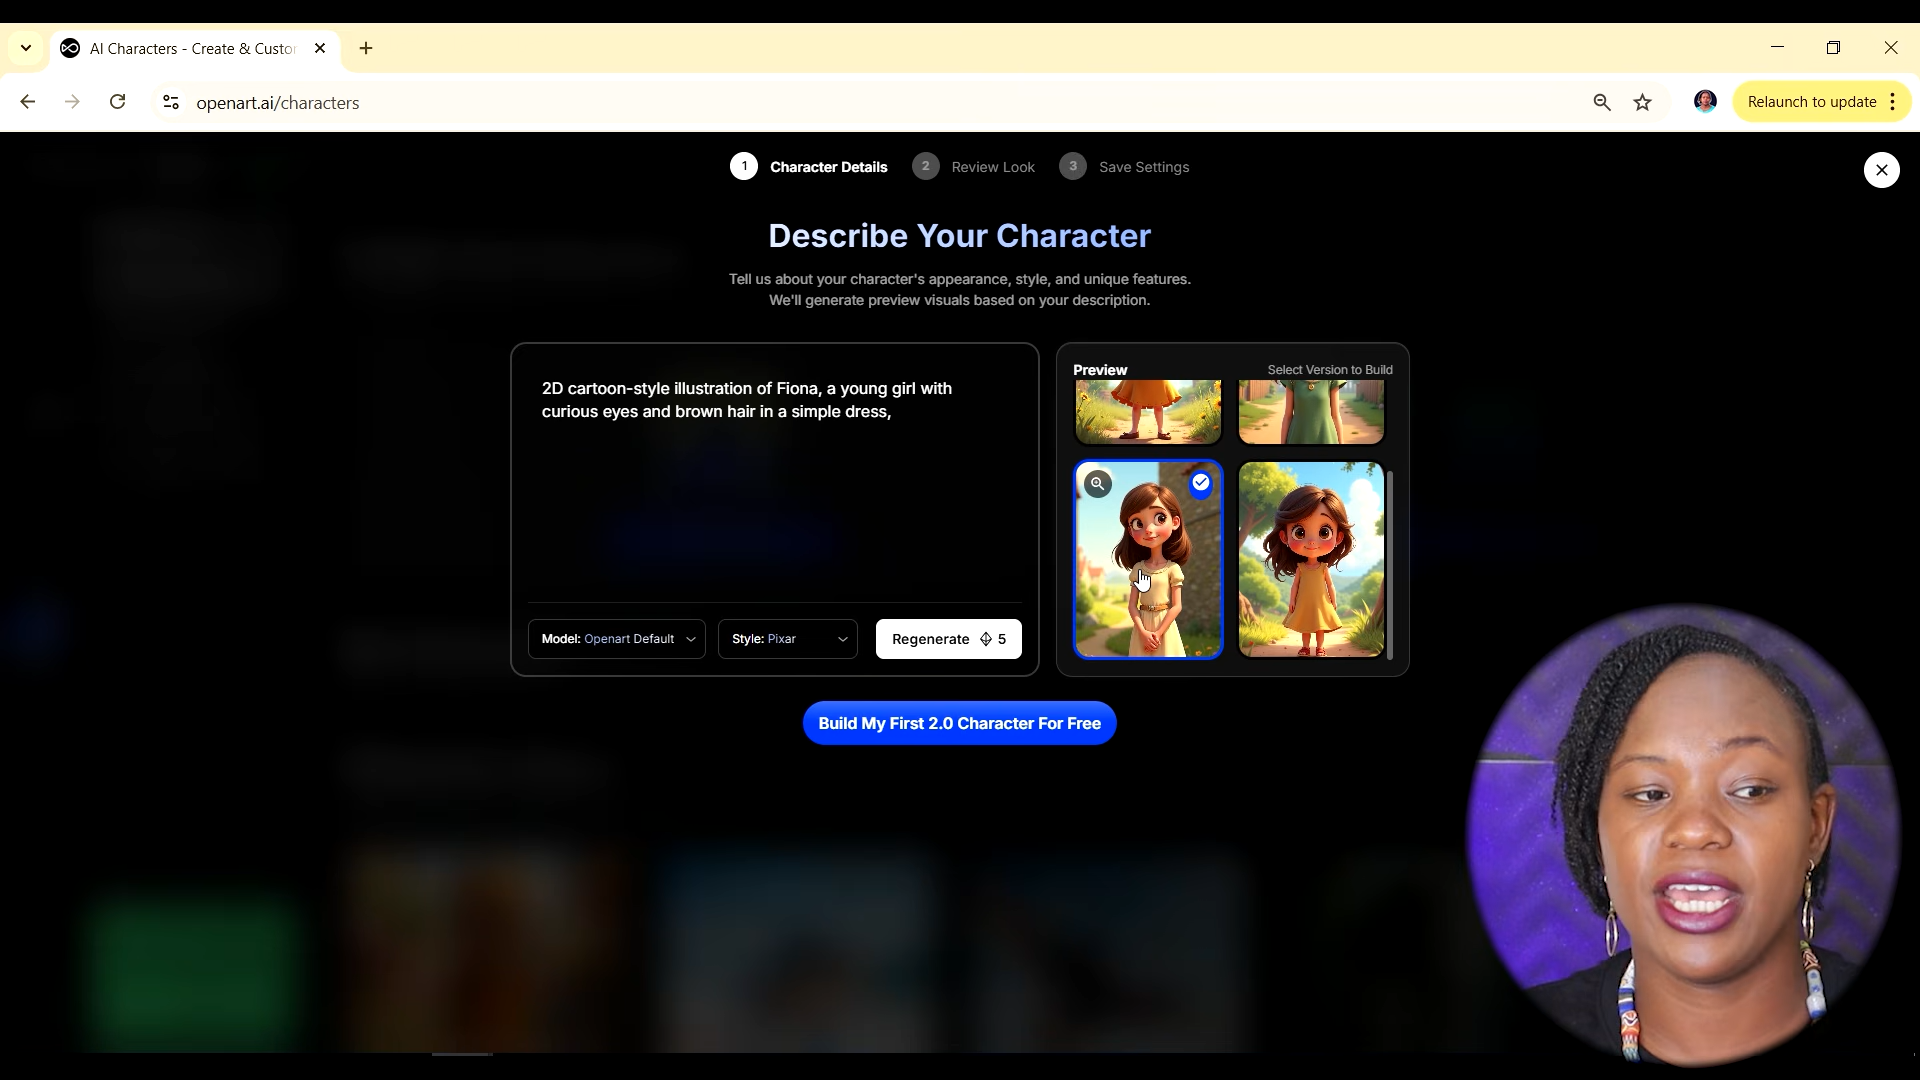 AI Characters - Create & Custor
openart.ai/characters
Relaunch to update
1 Character Details 2 Review Look 3 Save Settings
Describe Your Character
Tell us about your character's appearance, style, and unique features.
We'll generate preview visuals based on your description.
2D cartoon-style illustration of Fiona, a young girl with
curious eyes and brown hair in a simple dress,
Preview
Select Version to Build
Model: Openart Default
Style: Pixar
Regenerate 5
Build My First 2.0 Character For Free